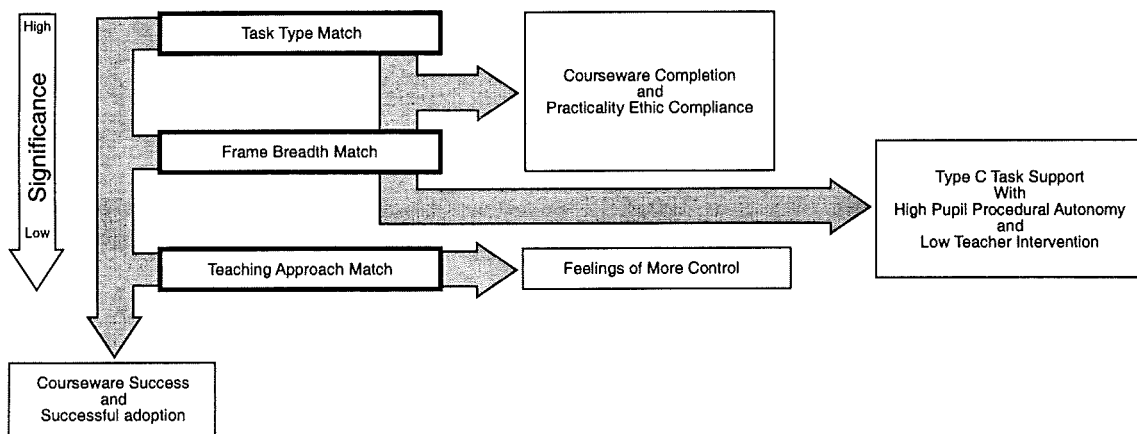 High
Significance
Low
Task Type Match
Courseware Completion
and
Practicality Ethic Compliance
Frame Breadth Match
Type C Task Support
With
High Pupil Procedural Autonomy
and
Low Teacher Intervention
Teaching Approach Match
Feelings of More Control
Courseware Success
and
Successful adoption